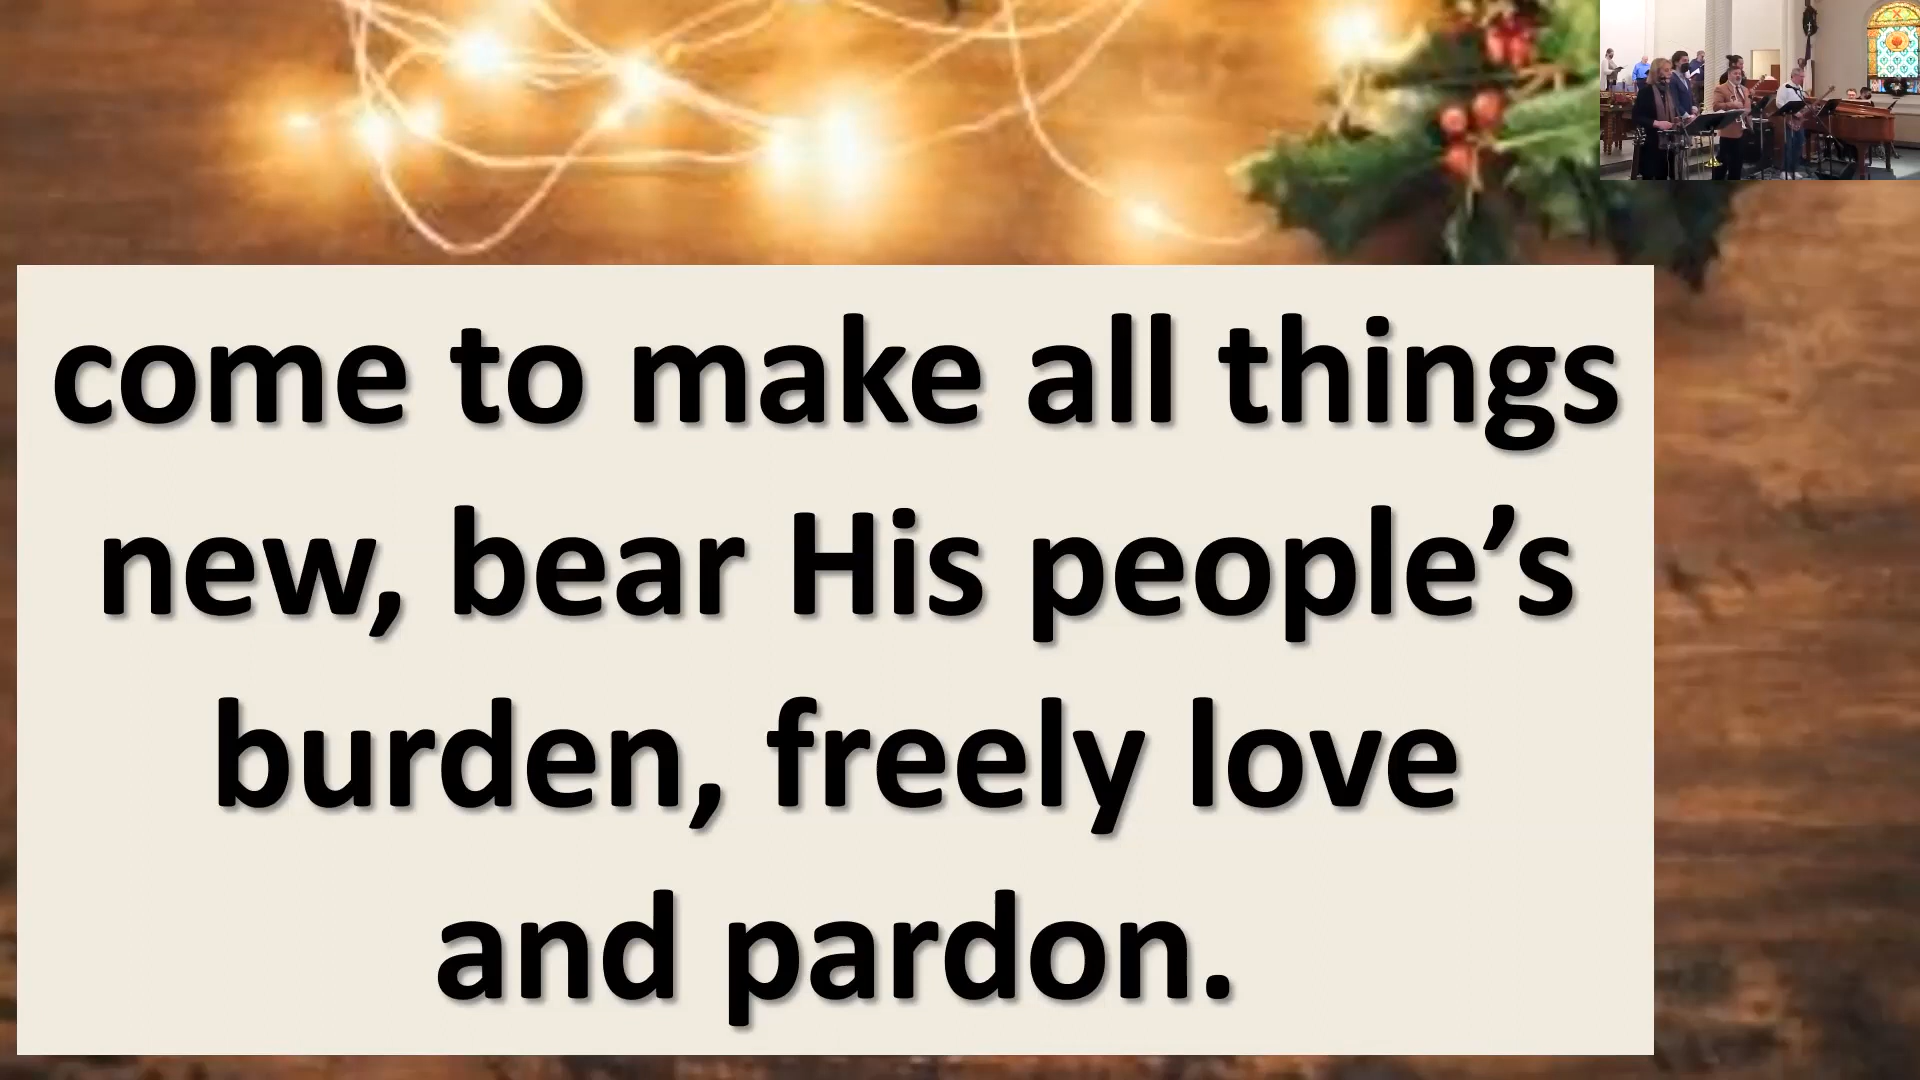 come to make all things
new, bear His people’s
burden, freely love
and pardon.